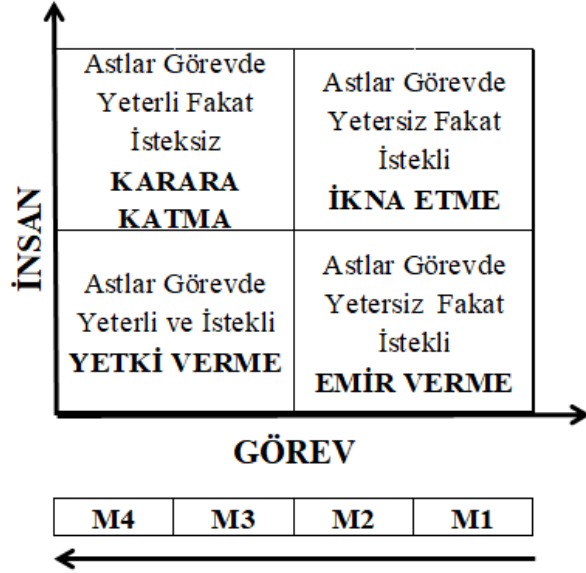 Astlar Görevde
Yeterli Fakat
İsteksiz
KARARA
KATMA
Astlar Görevde
Yetersiz Fakat
İstekli
İKNA ETME
İNSAN
Astlar Görevde
Yeterli ve İstekli
YETKİ VERME
Astlar Görevde
Yetersiz Fakat
İstekli
EMİR VERME
GÖREV
M4 M3 M2 M1